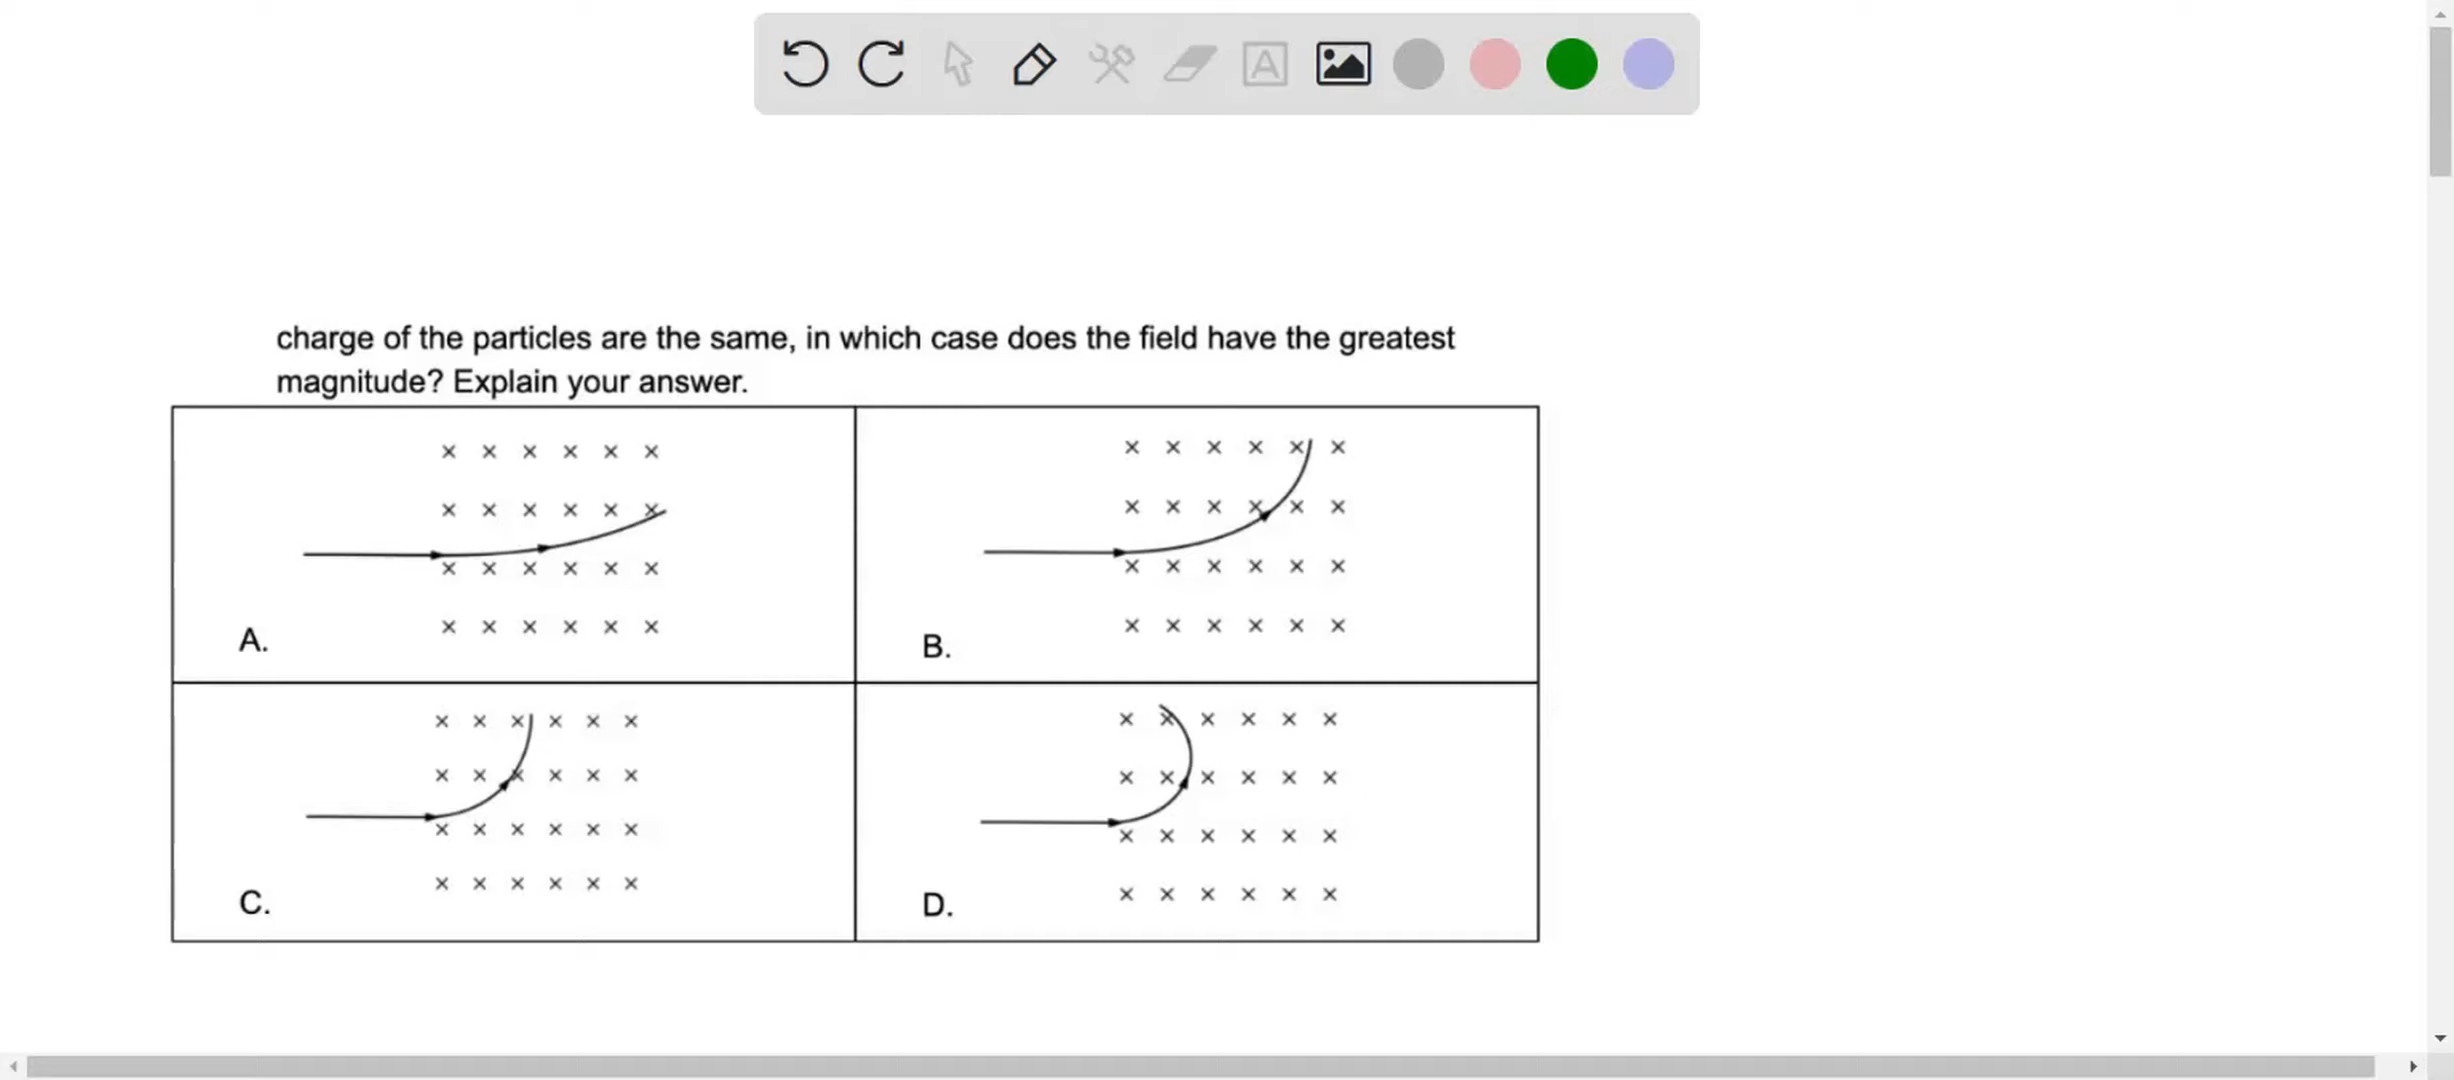 A
charge of the particles are the same, in which case does the field have the greatest
magnitude? Explain your answer.
A.
B.
C.
D.